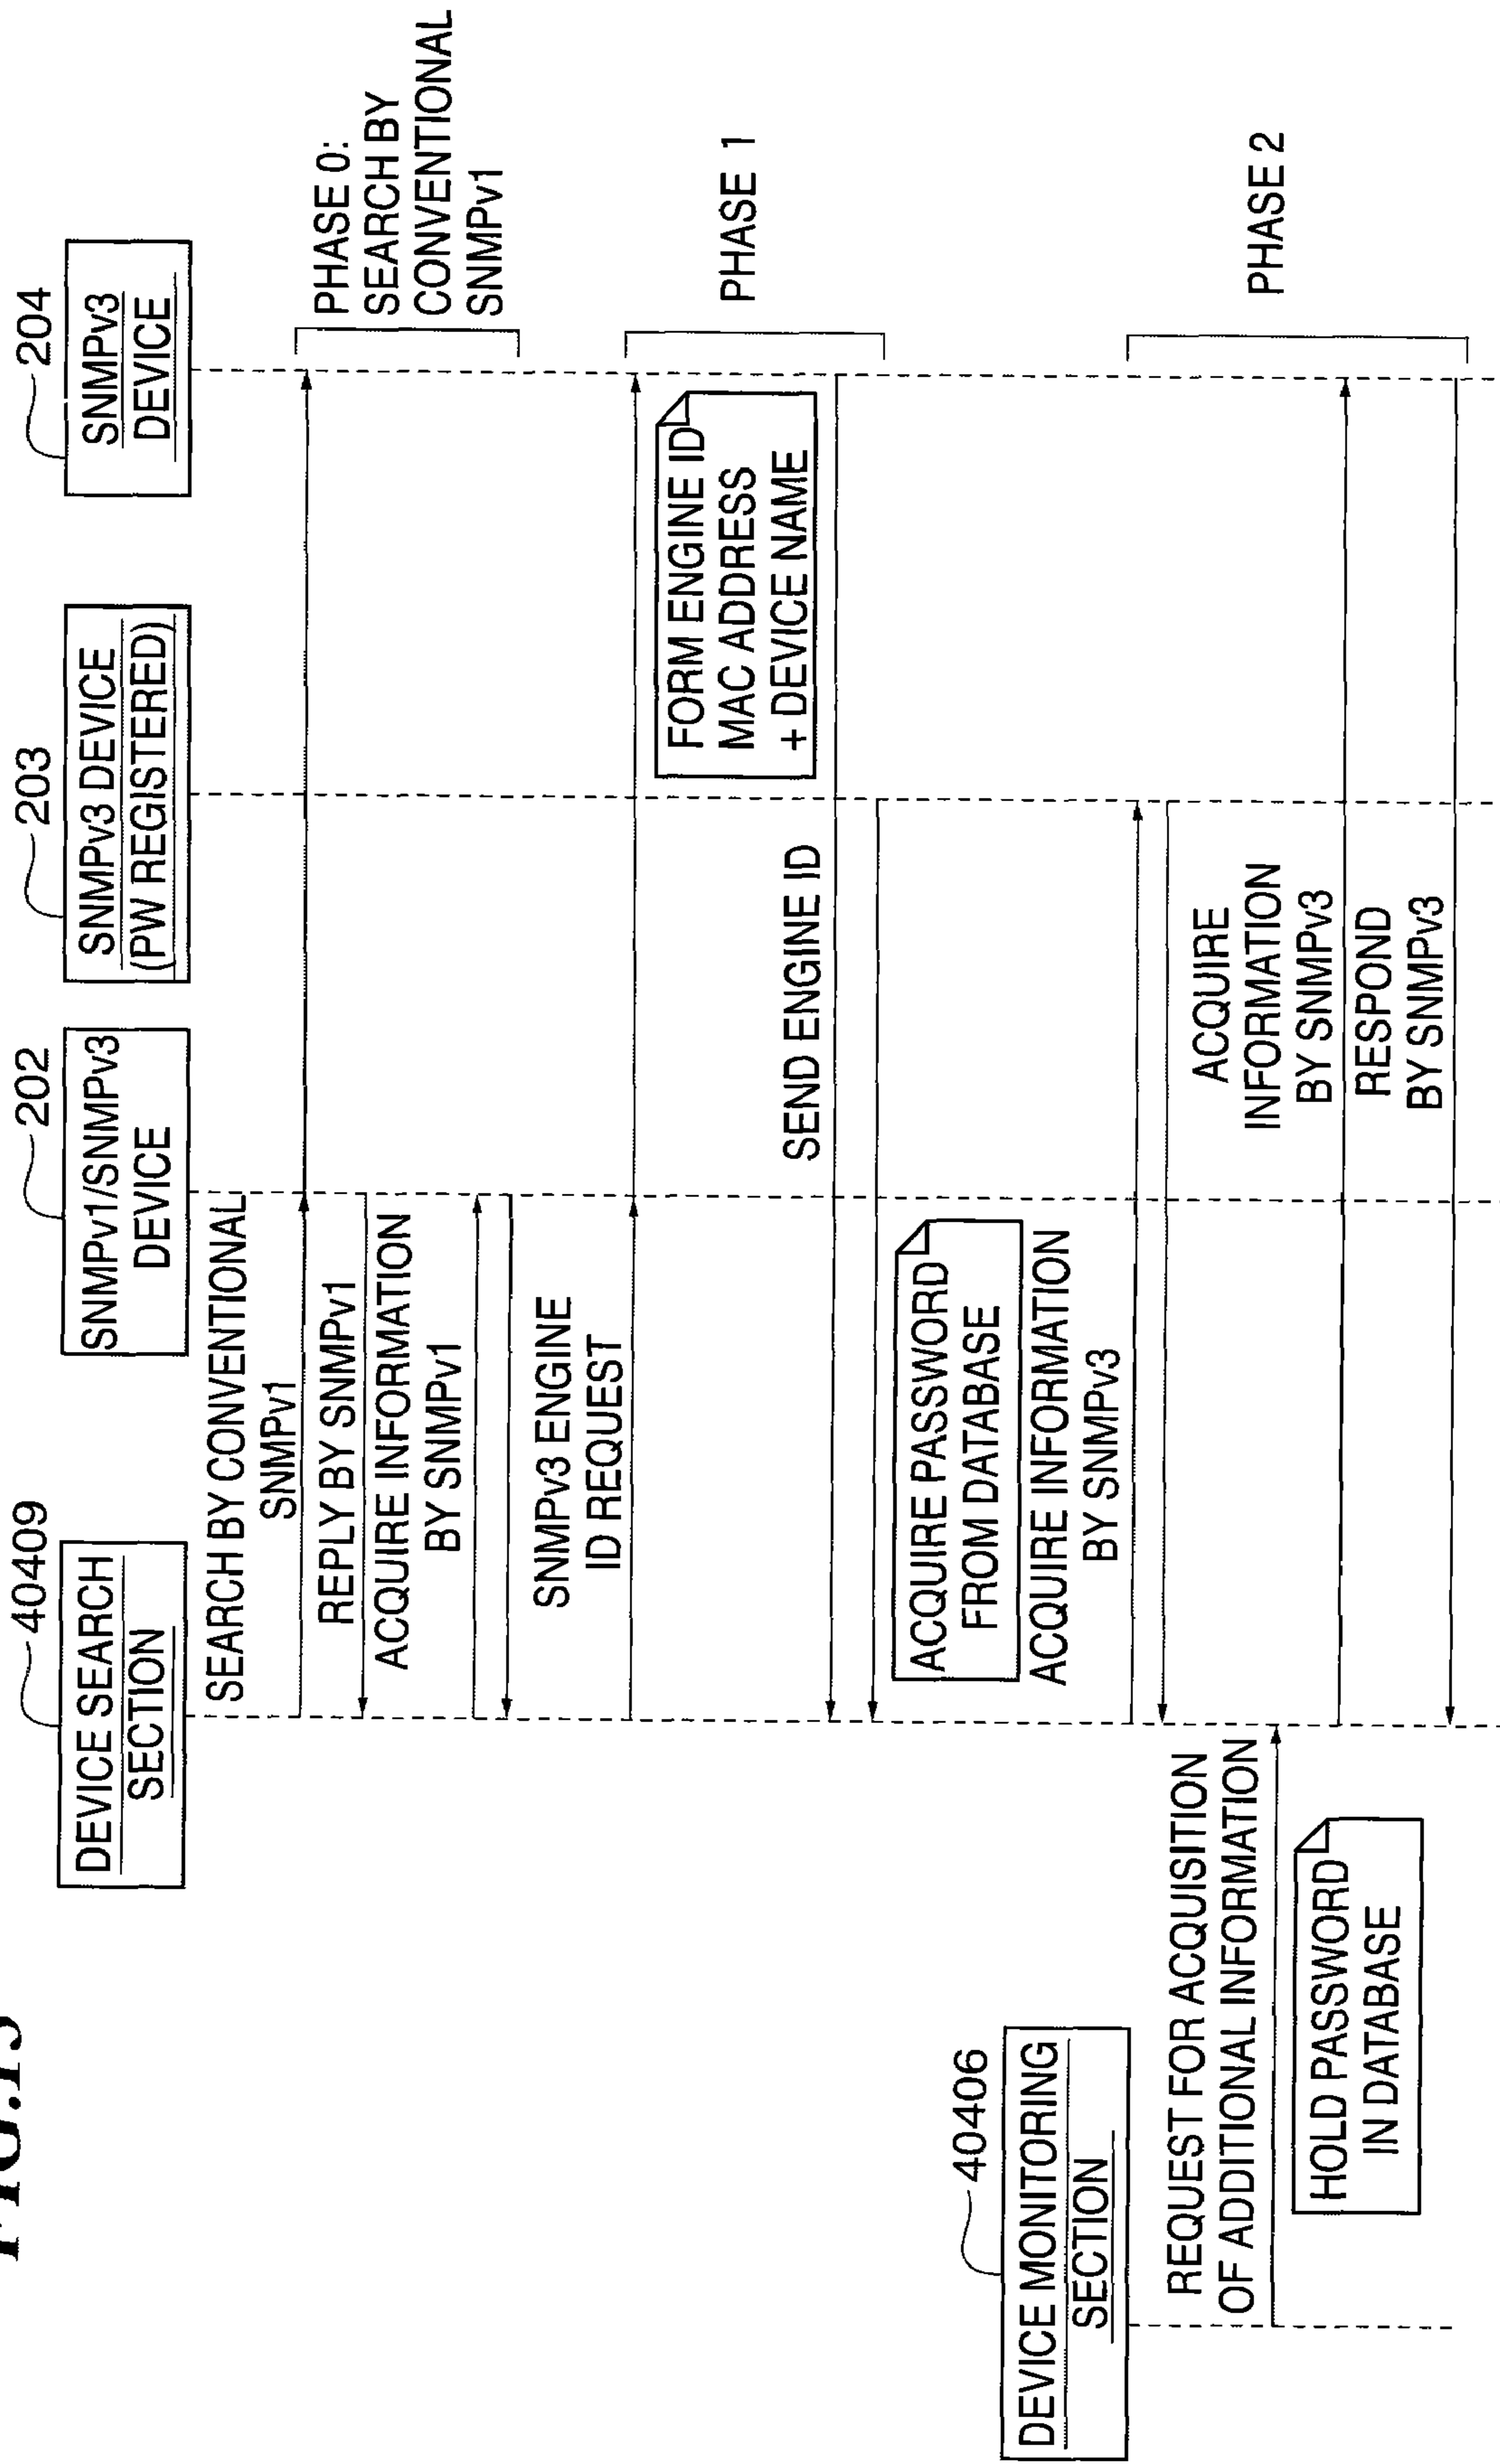 40409
DEVICE SEARCH
SECTION
202
SNMPv1/SNMPv3
DEVICE
203
SNMPv3 DEVICE
(PW REGISTERED)
204
SNMPv3
DEVICE
SEARCH BY CONVENTIONAL
SNMPv1
REPLY BY SNMPv1
ACQUIRE INFORMATION
BY SNMPv1
PHASE 0:
SEARCH BY
CONVENTIONAL
SNMPv1
SNMPv3 ENGINE
ID REQUEST
FORM ENGINE ID
MAC ADDRESS
+ DEVICE NAME
PHASE 1
SEND ENGINE ID
ACQUIRE PASSWORD
FROM DATABASE
ACQUIRE INFORMATION
BY SNMPv3
40406
DEVICE MONITORING
SECTION
REQUEST FOR ACQUISITION
OF ADDITIONAL INFORMATION
HOLD PASSWORD
IN DATABASE
ACQUIRE
INFORMATION
BY SNMPv3
RESPOND
BY SNMPv3
PHASE 2